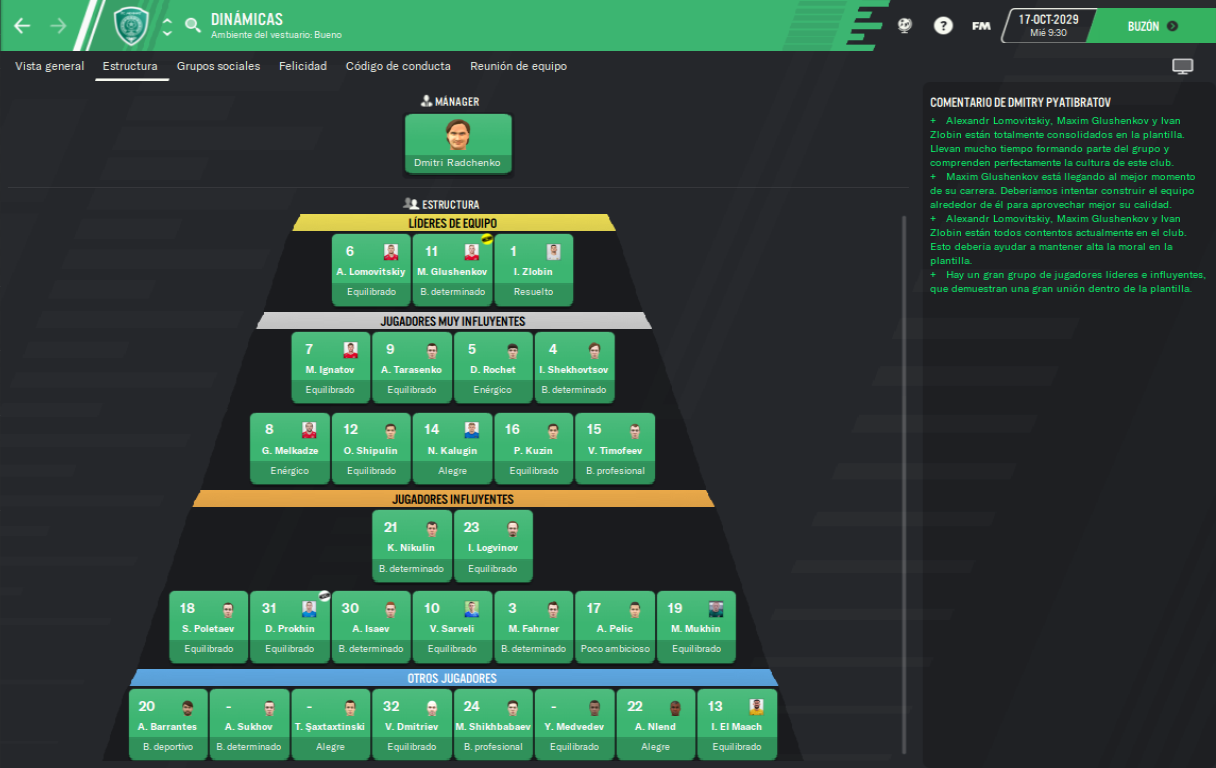 DINÁMICAS
Ambiente del vestuario: Bueno
FM
17-OCT-2029
Mié 9:30
BUZÓN
Vista general
Estructura
Grupos sociales
Felicidad
Código de conducta
Reunión de equipo
MÁNAGER
Dmitri Radchenko
ESTRUCTURA
LÍDERES DE EQUIPO
6 11 1
A. Lomovitskiy M. Glushenkov I. Zlobin
Equilibrado B. determinado Resuelto
JUGADORES MUY INFLUYENTES
7 9 5 4
M. Ignatov A. Tarasenko D. Rochet I. Shekhovtsov
Equilibrado Equilibrado Enérgico B. determinado
8 12 14 16 15
G. Melkadze O. Shipulin N. Kalugin P. Kuzin V. Timofeev
Enérgico Equilibrado Alegre Equilibrado B. profesional
JUGADORES INFLUYENTES
21 23
K. Nikulin I. Logvinov
B. determinado Equilibrado
18 31 30 10 3 17 19
S. Poletaev D. Prokhin A. Isaev V. Sarveli M. Fahrner A. Pelic M. Mukhin
Equilibrado Equilibrado B. determinado Equilibrado B. determinado Poco ambicioso Equilibrado
OTROS JUGADORES
20 - - 32 24 - 22 13
A. Barrantes A. Sukhov T. Şaxtaxtinski V. Dmitriev M. Shikhbabaev Y. Medvedev A. Nlend I. El Maach
B. deportivo B. determinado Alegre Equilibrado B. profesional Equilibrado Alegre Equilibrado
COMENTARIO DE DMITRY PYATIBRATOV
+ Alexandr Lomovitskiy, Maxim Glushenkov y Ivan
Zlobin están totalmente consolidados en la plantilla.
Llevan mucho tiempo formando parte del grupo y
comprenden perfectamente la cultura de este club.
+ Maxim Glushenkov está llegando al mejor momento
de su carrera. Deberíamos intentar construir el equipo
alrededor de él para aprovechar mejor su calidad.
+ Alexandr Lomovitskiy, Maxim Glushenkov y Ivan
Zlobin están todos contentos actualmente en el club.
Esto debería ayudar a mantener alta la moral en la
plantilla.
+ Hay un gran grupo de jugadores líderes e influyentes,
que demuestran una gran unión dentro de la plantilla.